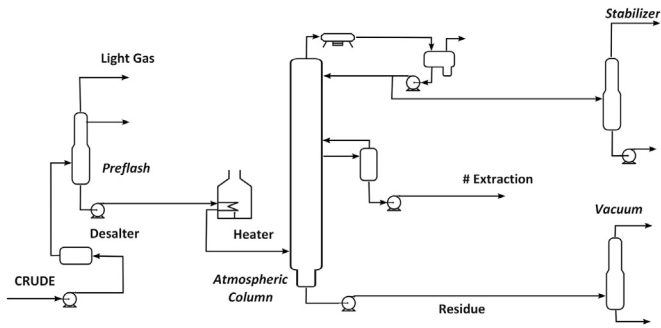 Stabilizer
Light Gas
Preflash
# Extraction
Vacuum
Desalter
Heater
CRUDE
Atmospheric
Column
Residue